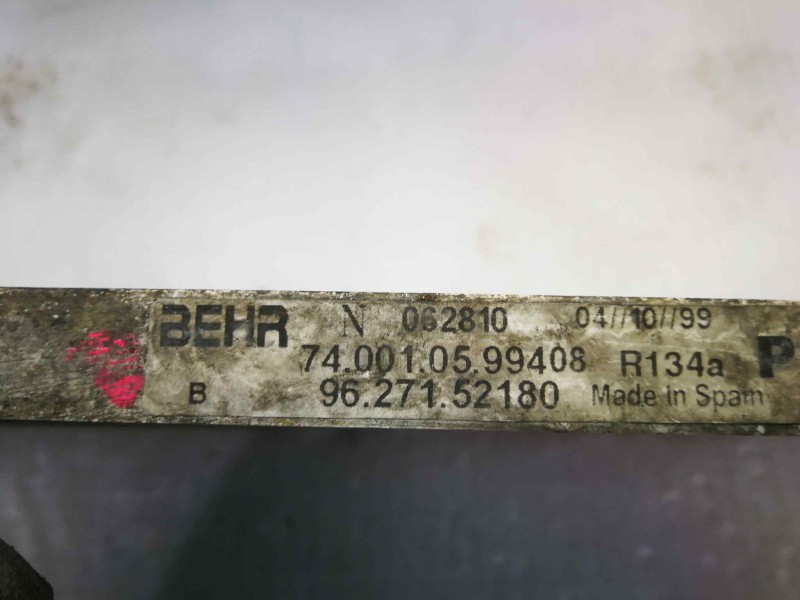 BEHR N 062810 04//10//99
74.001.05.99408 R134a P
B 96.271.52180 Made in Spain